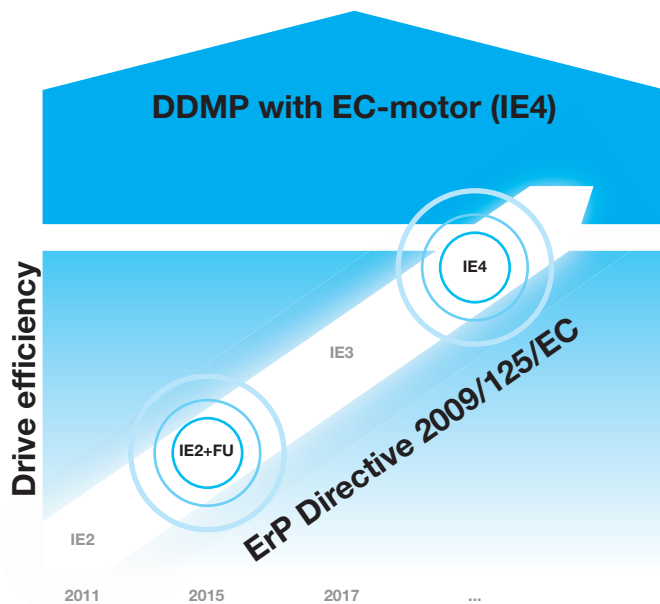 DDMP with EC-motor (IE4)
Drive efficiency
IE4
IE3
IE2+FU
IE2
ErP Directive 2009/125/EC
2011 2015 2017 ...